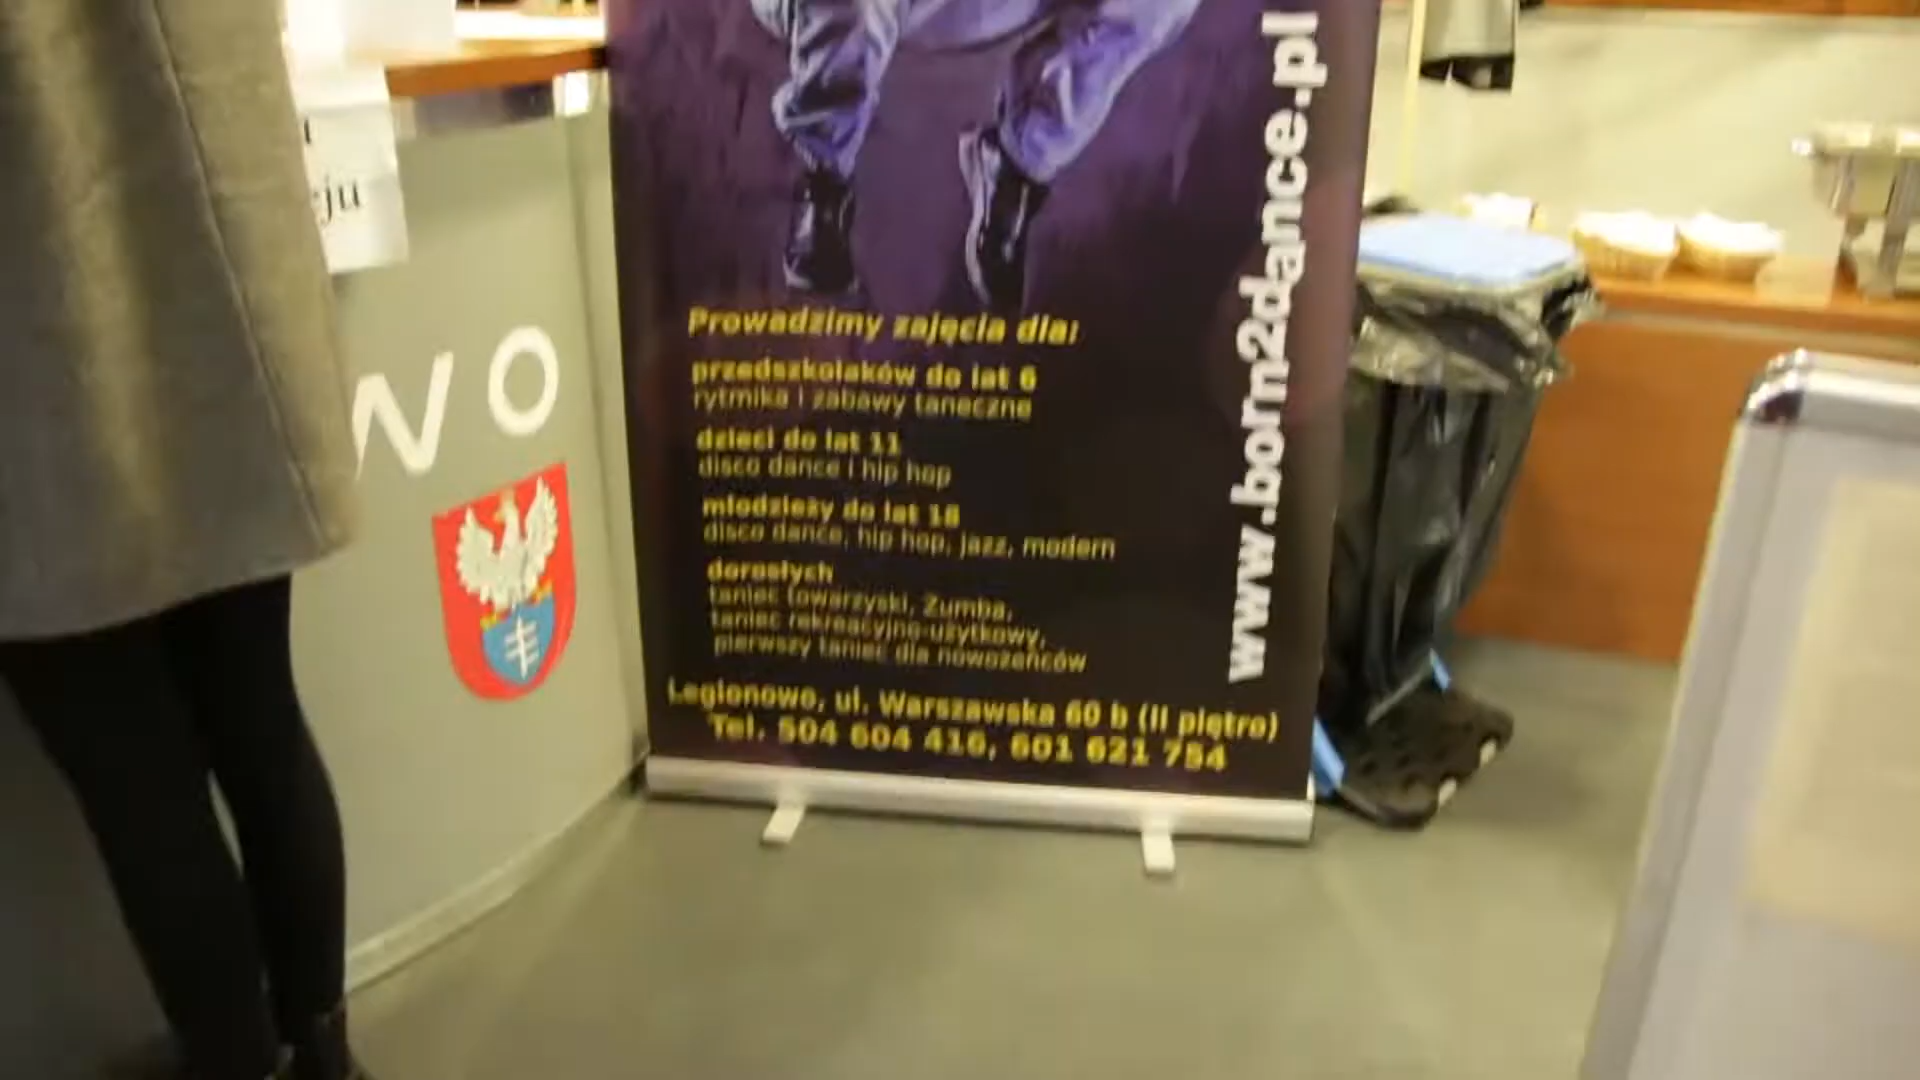 ju
WO
Prowadzimy zajęcia dla:
przedszkolaków do lat 6
rytmika i zabawy taneczne
dzieci do lat 11
disco dance i hip hop
młodzieży do lat 18
disco dance, hip hop, jazz, modern
dorosłych
taniec towarzyski, Zumba,
taniec rekreacyjno-użytkowy,
pierwszy taniec dla nowożeńców
Legionowo, ul. Warszawska 60 b (II piętro)
Tel. 504 604 416, 601 621 754
www.born2dance.pl